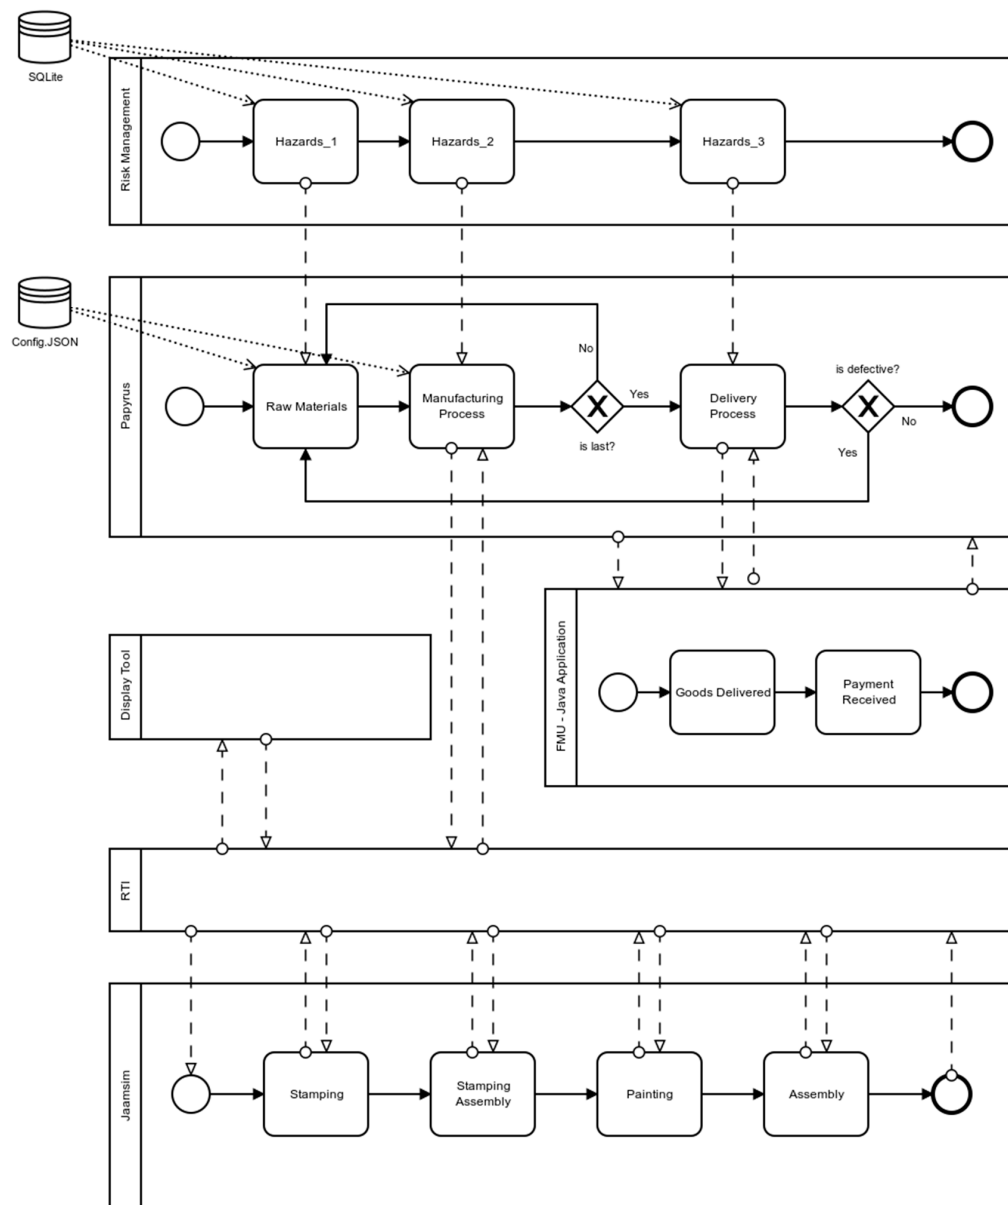 SQLite
Risk Management
Hazards_1
Hazards_2
Hazards_3
Config.JSON
Papyrus
Raw Materials
Manufacturing
Process
No
is last?
Yes
Delivery
Process
is defective?
No
Yes
Display Tool
FMU - Java Application
Goods Delivered
Payment
Received
RTI
Jaamsim
Stamping
Stamping
Assembly
Painting
Assembly